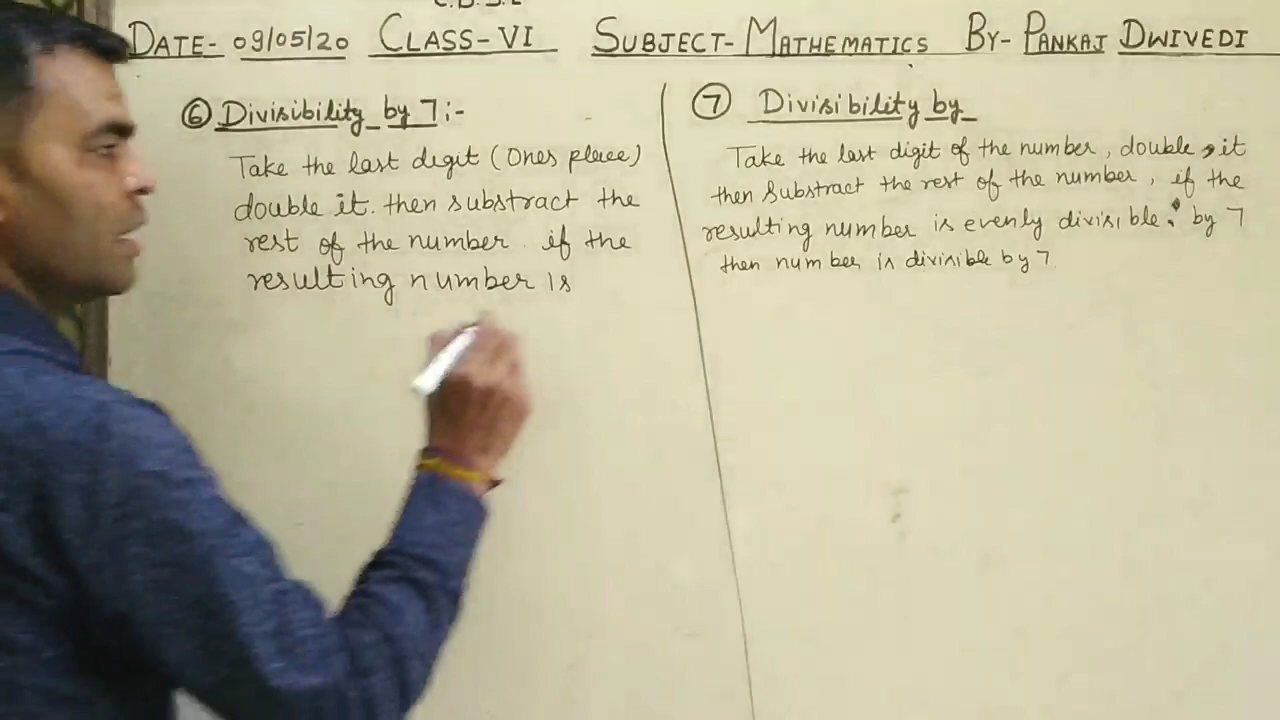 C.B.S.E
DATE- 09/05/20 CLASS-VI SUBJECT- MATHEMATICS BY- PANKAJ DWIVEDI
⑥ Divisibility by 7:-
Take the last degit (Ones place)
double it. then substract the
rest of the number. if the
resulting number is
⑦ Divisibility by
Take the last digit of the number, double, it
then substract the rest of the number, if the
resulting number is evenly divisible. by 7
then number is divisible by 7